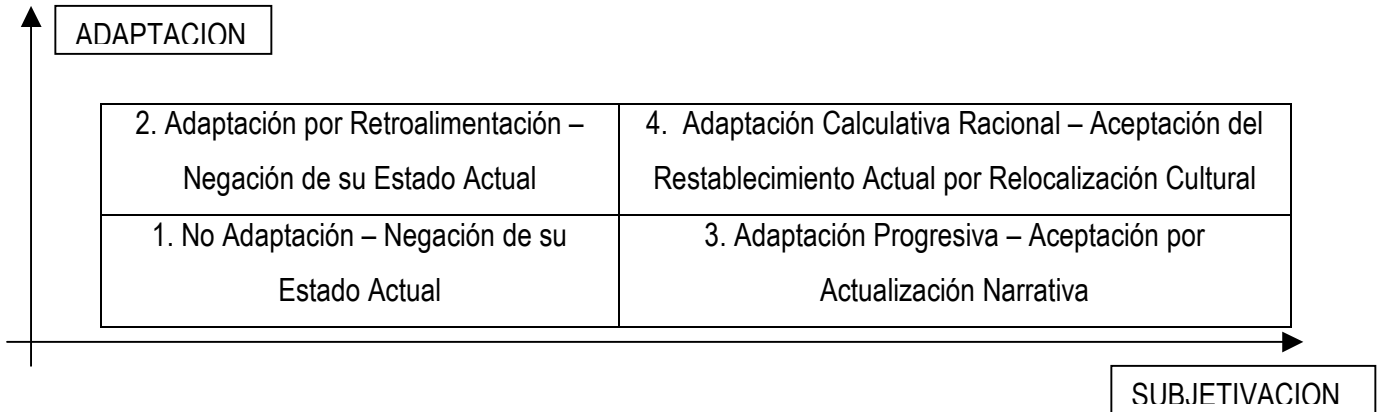 ADAPTACION
2. Adaptación por Retroalimentación –
Negación de su Estado Actual
4. Adaptación Calculativa Racional – Aceptación del
Restablecimiento Actual por Relocalización Cultural
1. No Adaptación – Negación de su
Estado Actual
3. Adaptación Progresiva – Aceptación por
Actualización Narrativa
SUBJETIVACION